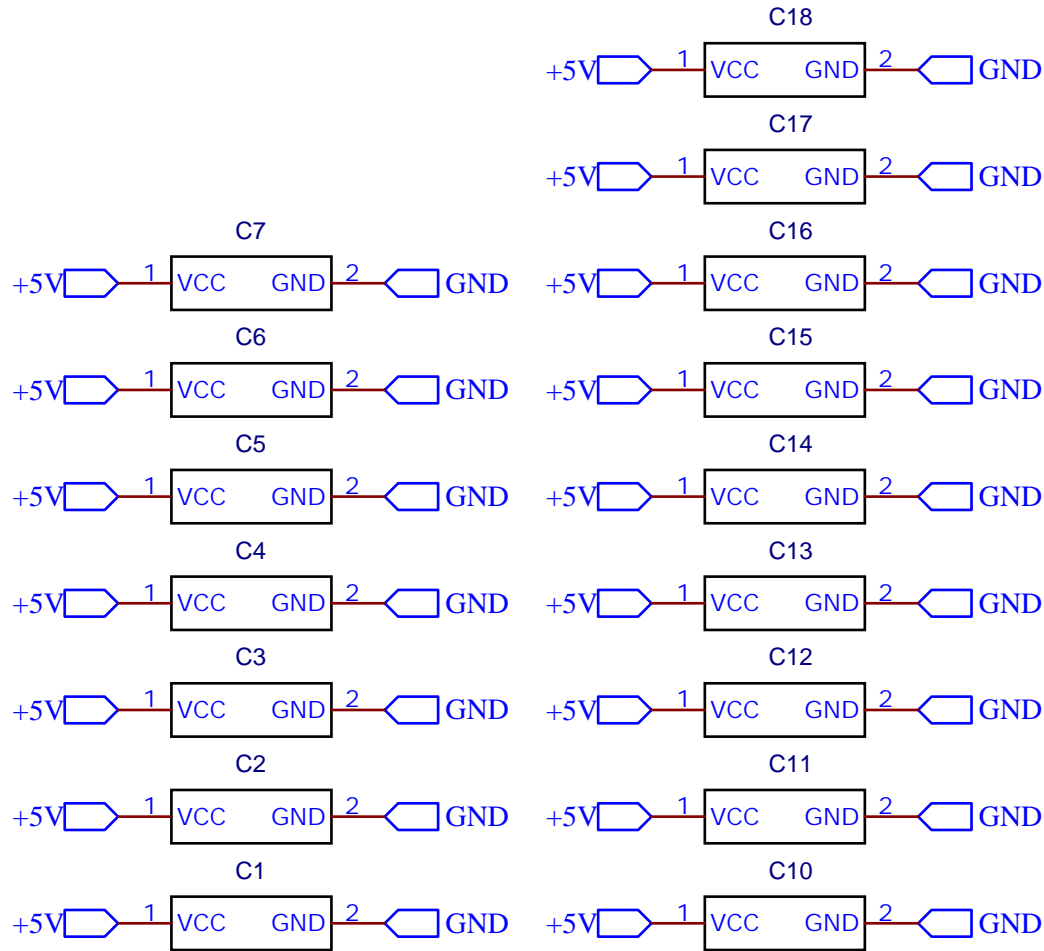 C18
+5V 1 VCC GND 2 GND
C17
+5V 1 VCC GND 2 GND
C7 C16
+5V 1 VCC GND 2 GND +5V 1 VCC GND 2 GND
C6 C15
+5V 1 VCC GND 2 GND +5V 1 VCC GND 2 GND
C5 C14
+5V 1 VCC GND 2 GND +5V 1 VCC GND 2 GND
C4 C13
+5V 1 VCC GND 2 GND +5V 1 VCC GND 2 GND
C3 C12
+5V 1 VCC GND 2 GND +5V 1 VCC GND 2 GND
C2 C11
+5V 1 VCC GND 2 GND +5V 1 VCC GND 2 GND
C1 C10
+5V 1 VCC GND 2 GND +5V 1 VCC GND 2 GND